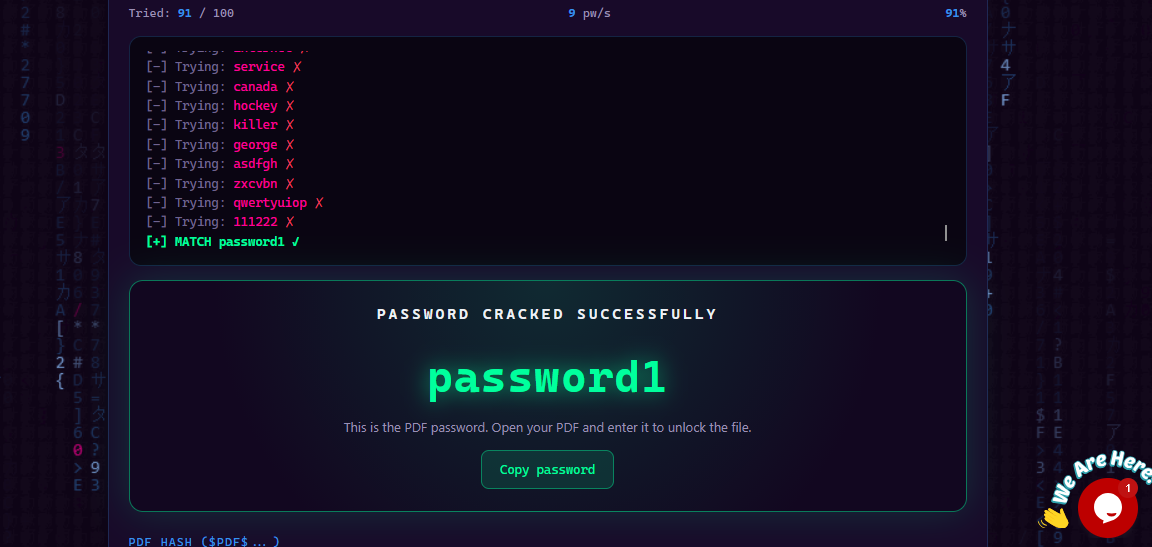 Tried: 91 / 100
9 pw/s
91%
[-] Trying: service ✗
[-] Trying: canada ✗
[-] Trying: hockey ✗
[-] Trying: killer ✗
[-] Trying: george ✗
[-] Trying: asdfgh ✗
[-] Trying: zxcvbn ✗
[-] Trying: qwertyuiop ✗
[-] Trying: 111222 ✗
[+] MATCH password1 ✓
PASSWORD CRACKED SUCCESSFULLY
password1
This is the PDF password. Open your PDF and enter it to unlock the file.
Copy password
PDF HASH ($PDF$...)
We Are Here!
1